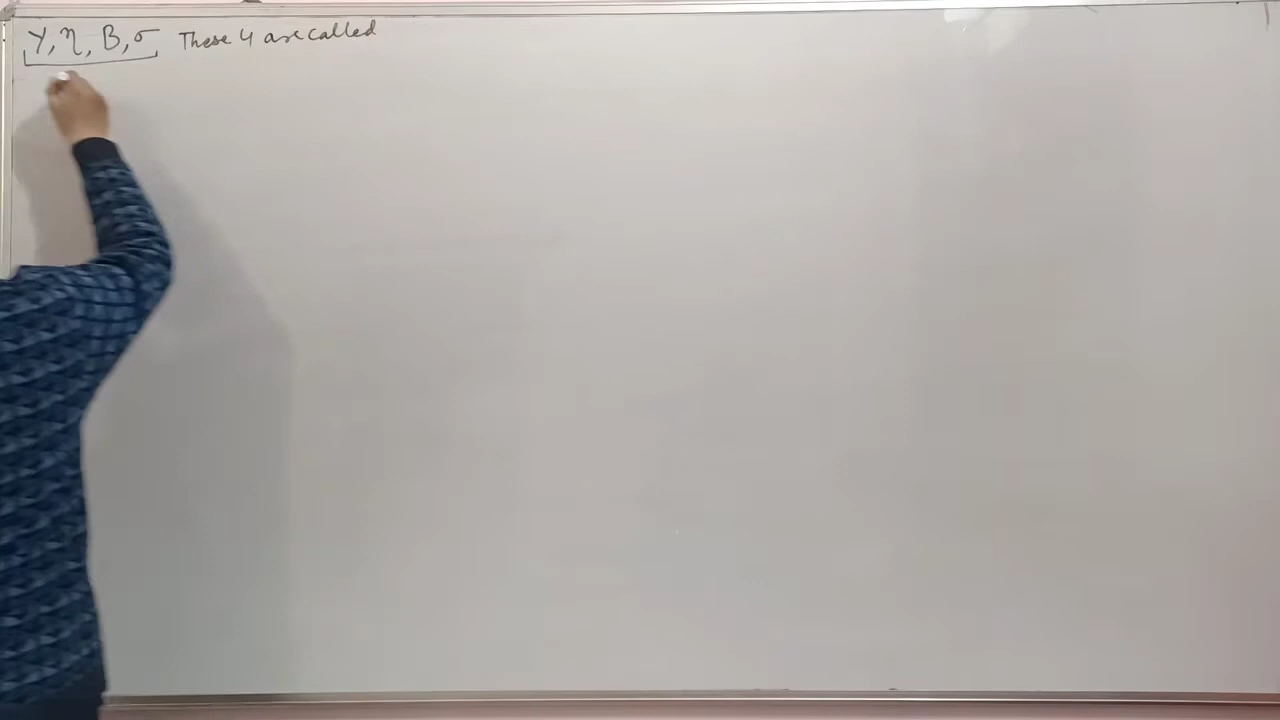 Y, η, B, σ These 4 are called